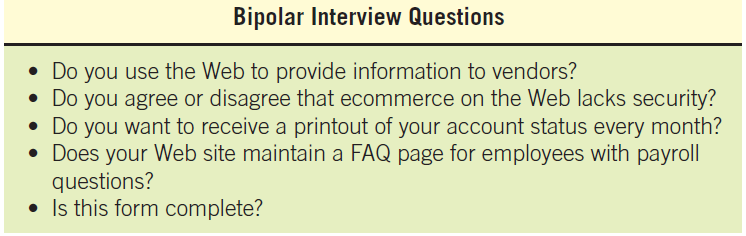 Bipolar Interview Questions
• Do you use the Web to provide information to vendors?
• Do you agree or disagree that ecommerce on the Web lacks security?
• Do you want to receive a printout of your account status every month?
• Does your Web site maintain a FAQ page for employees with payroll
questions?
• Is this form complete?